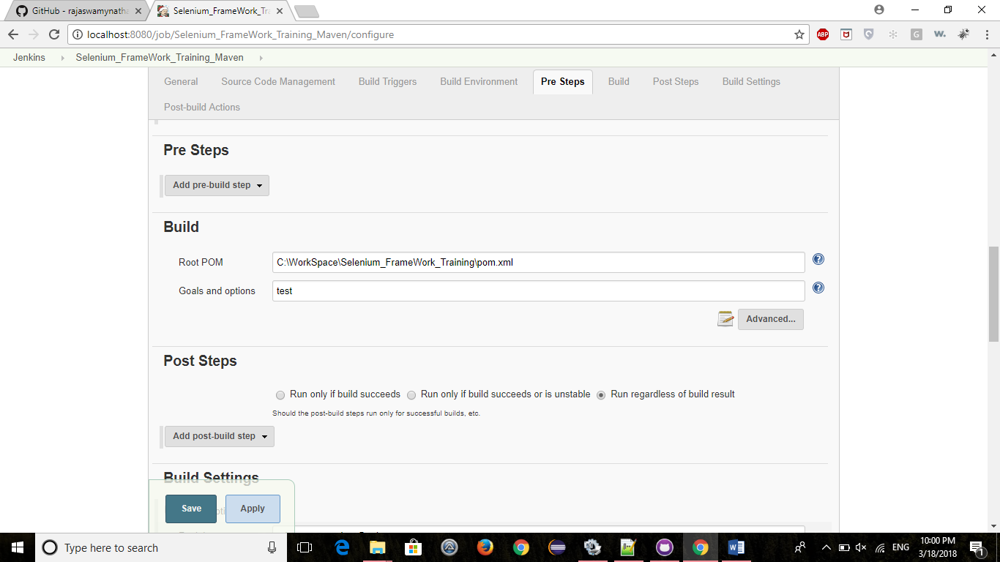 GitHub - rajaswamynath
Selenium_FrameWork_Tra
localhost:8080/job/Selenium_FrameWork_Training_Maven/configure
ABP
G
w.
Jenkins
Selenium_FrameWork_Training_Maven
General
Source Code Management
Build Triggers
Build Environment
Pre Steps
Build
Post Steps
Build Settings
Post-build Actions
Pre Steps
Add pre-build step
Build
Root POM
C:\WorkSpace\Selenium_FrameWork_Training\pom.xml
?
Goals and options
test
?
Advanced...
Post Steps
Run only if build succeeds
Run only if build succeeds or is unstable
Run regardless of build result
Should the post-build steps run only for successful builds, etc.
Add post-build step
Build Settings
Save
Apply
Type here to search
ENG
10:00 PM
3/18/2018
1